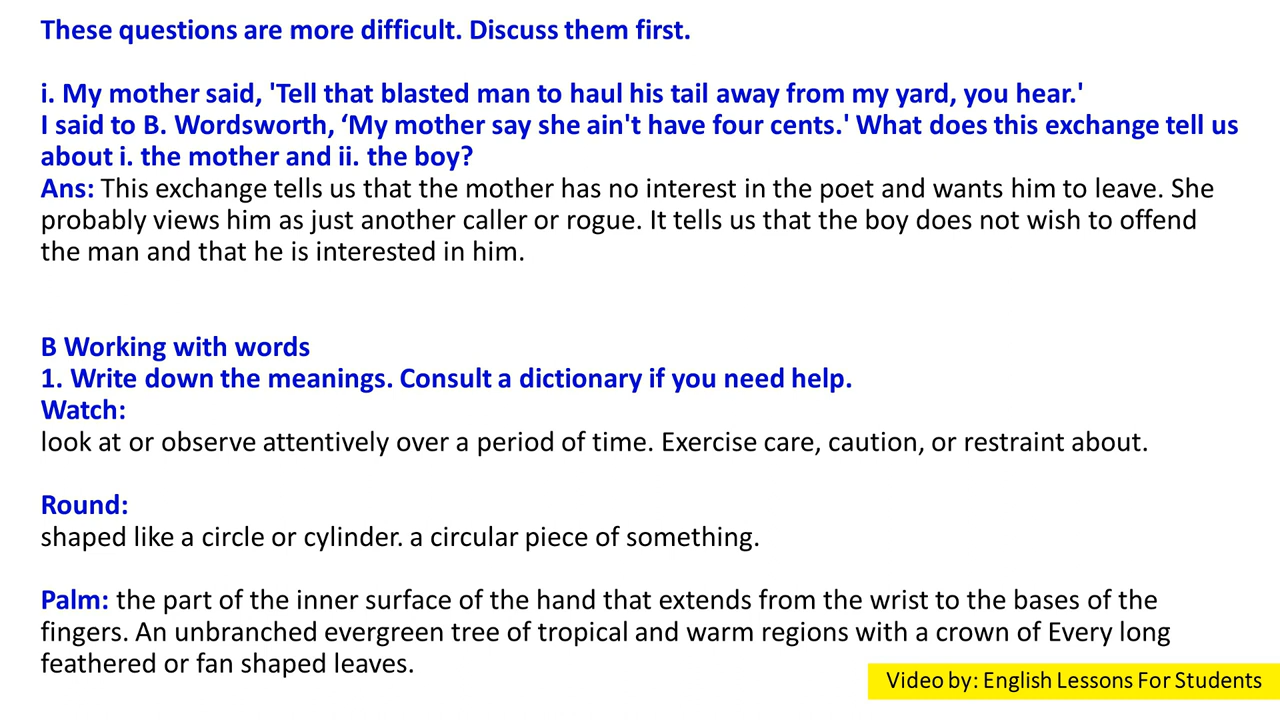 These questions are more difficult. Discuss them first.
i. My mother said, 'Tell that blasted man to haul his tail away from my yard, you hear.'
I said to B. Wordsworth, ‘My mother say she ain't have four cents.' What does this exchange tell us
about i. the mother and ii. the boy?
Ans: This exchange tells us that the mother has no interest in the poet and wants him to leave. She
probably views him as just another caller or rogue. It tells us that the boy does not wish to offend
the man and that he is interested in him.
B Working with words
1. Write down the meanings. Consult a dictionary if you need help.
Watch:
look at or observe attentively over a period of time. Exercise care, caution, or restraint about.
Round:
shaped like a circle or cylinder. a circular piece of something.
Palm: the part of the inner surface of the hand that extends from the wrist to the bases of the
fingers. An unbranched evergreen tree of tropical and warm regions with a crown of Every long
feathered or fan shaped leaves.
Video by: English Lessons For Students